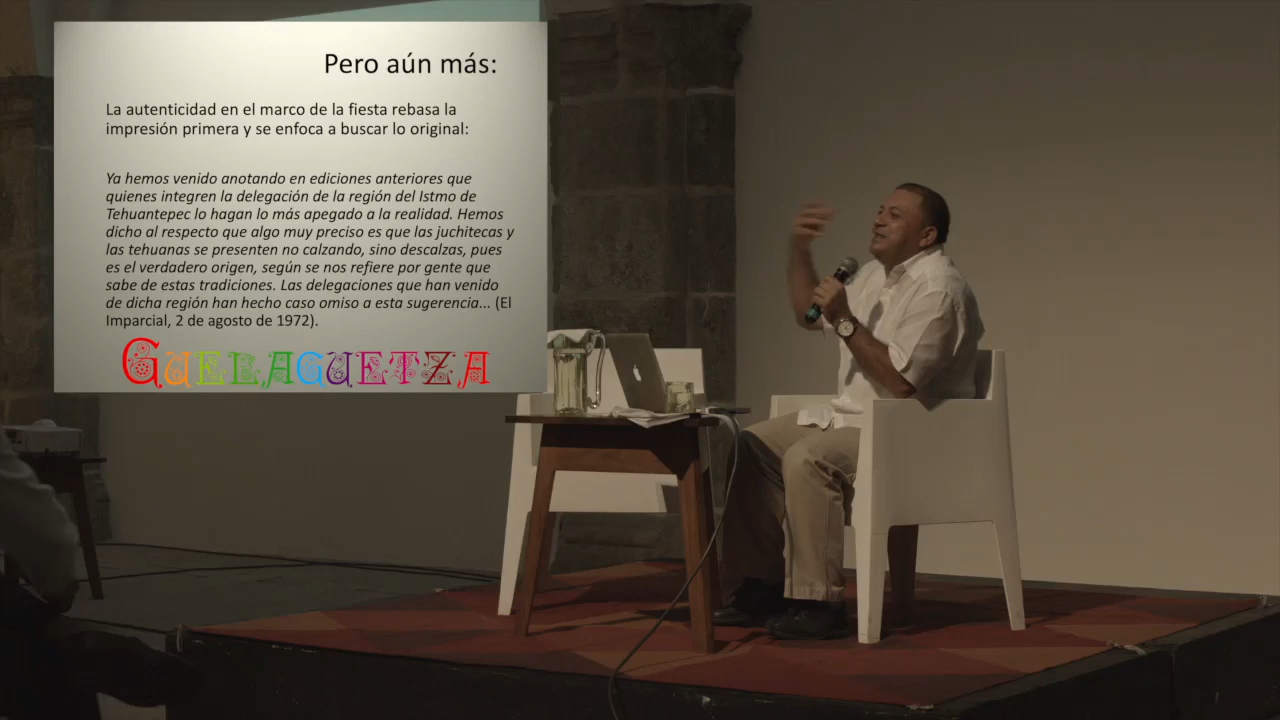 Pero aún más:
La autenticidad en el marco de la fiesta rebasa la
impresión primera y se enfoca a buscar lo original:
Ya hemos venido anotando en ediciones anteriores que
quienes integren la delegación de la región del Istmo de
Tehuantepec lo hagan lo más apegado a la realidad. Hemos
dicho al respecto que algo muy preciso es que las juchitecas y
las tehuanas se presenten no calzando, sino descalzas, pues
es el verdadero origen, según se nos refiere por gente que
sabe de estas tradiciones. Las delegaciones que han venido
de dicha región han hecho caso omiso a esta sugerencia... (El
Imparcial, 2 de agosto de 1972).
GUELAGUETZA